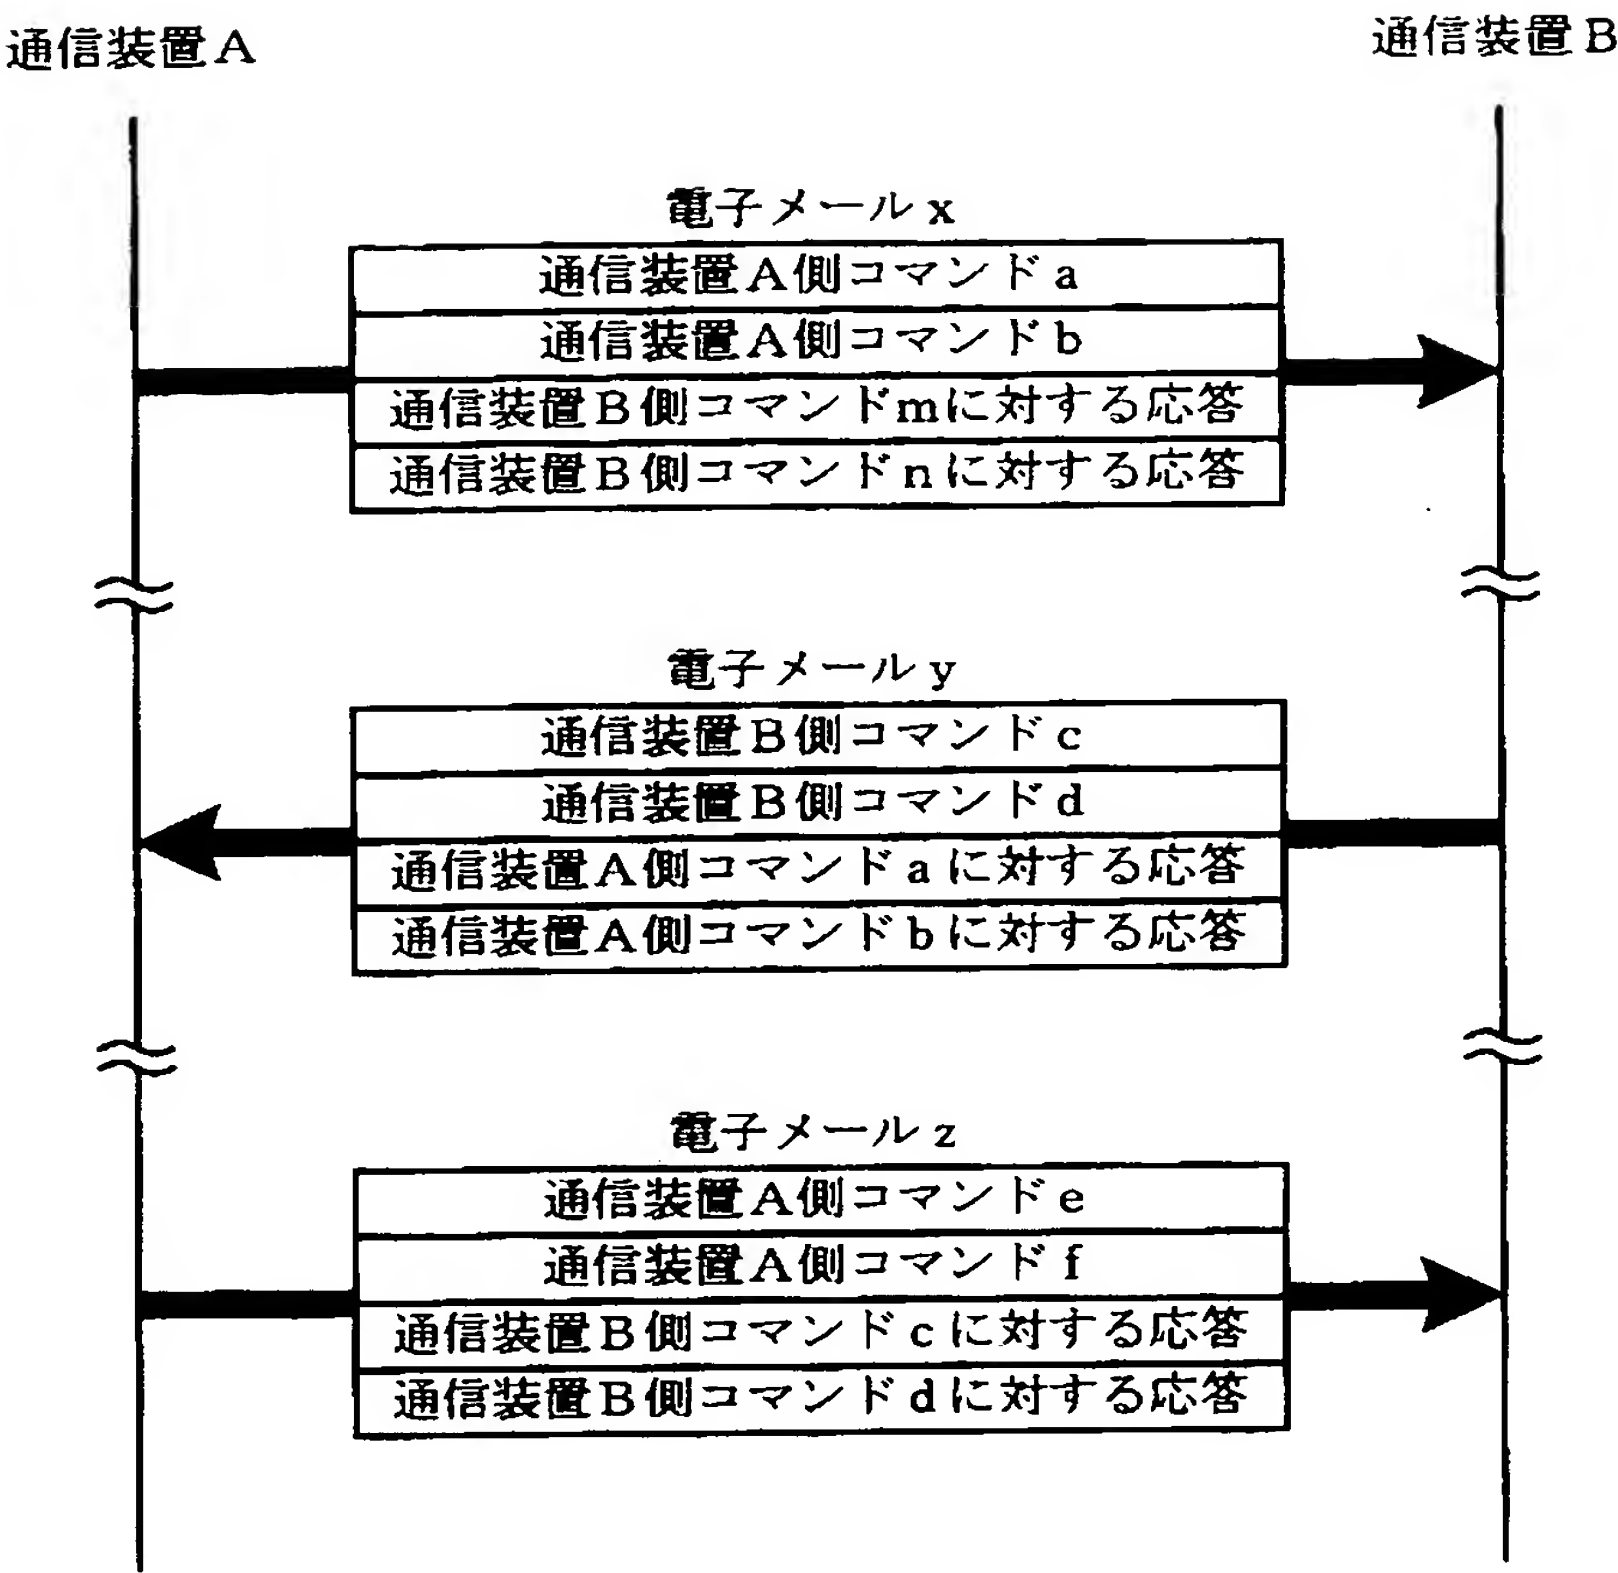 通信装置A
通信装置B
電子メールx
通信装置A側コマンドa
通信装置A側コマンドb
通信装置B側コマンドmに対する応答
通信装置B側コマンドnに対する応答
電子メールy
通信装置B側コマンドc
通信装置B側コマンドd
通信装置A側コマンドaに対する応答
通信装置A側コマンドbに対する応答
電子メールz
通信装置A側コマンドe
通信装置A側コマンドf
通信装置B側コマンドcに対する応答
通信装置B側コマンドdに対する応答